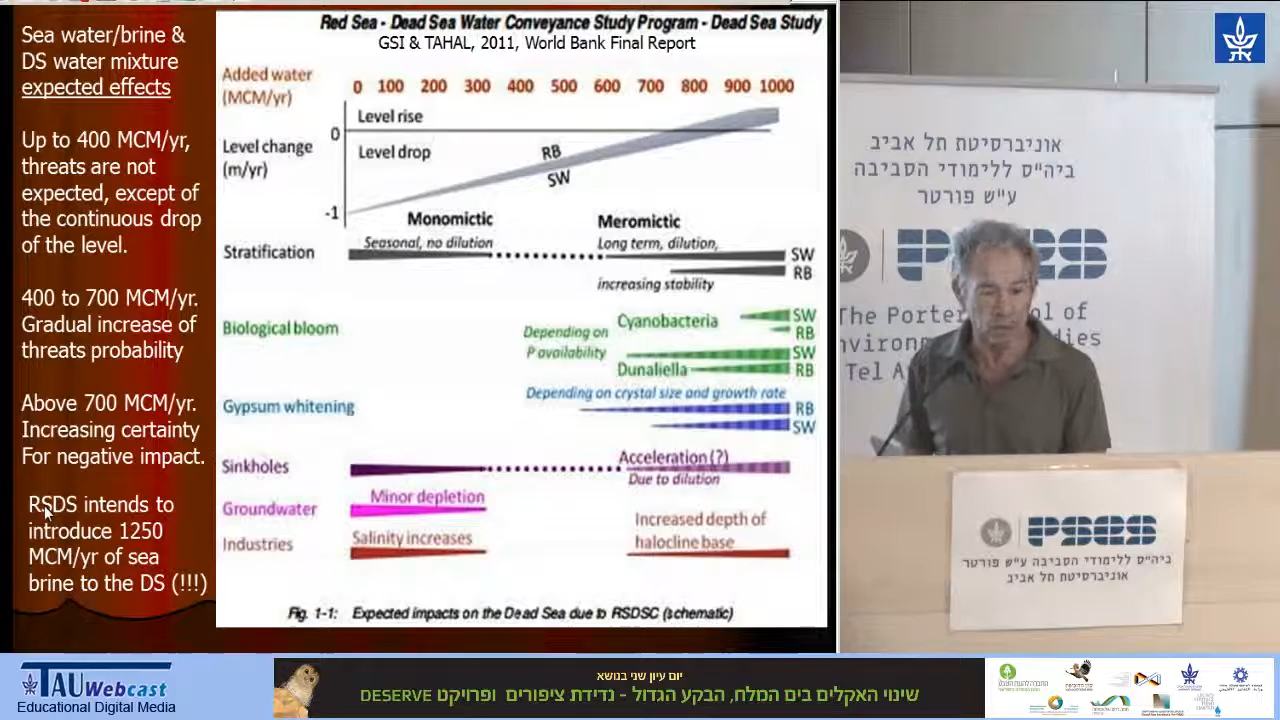 Sea water/brine &
DS water mixture
expected effects
Up to 400 MCM/yr,
threats are not
expected, except of
the continuous drop
of the level.
400 to 700 MCM/yr.
Gradual increase of
threats probability
Above 700 MCM/yr.
Increasing certainty
For negative impact.
RSDS intends to
introduce 1250
MCM/yr of sea
brine to the DS (!!!)
Red Sea - Dead Sea Water Conveyance Study Program - Dead Sea Study
GSI & TAHAL, 2011, World Bank Final Report
Added water
(MCM/yr)
0 100 200 300 400 500 600 700 800 900 1000
Level change
(m/yr)
0
-1
Level rise
Level drop
RB
SW
Monomictic
Meromictic
Stratification
Seasonal, no dilution
Long term, dilution,
SW
RB
increasing stability
Biological bloom
Depending on
P availability
Cyanobacteria
SW
RB
SW
Dunaliella
RB
Depending on crystal size and growth rate
Gypsum whitening
RB
SW
Sinkholes
Acceleration (?)
Due to dilution
Groundwater
Minor depletion
Industries
Salinity increases
Increased depth of
halocline base
Fig. 1-1: Expected impacts on the Dead Sea due to RSDSC (schematic)
אוניברסיטת תל אביב
ביה"ס ללימודי הסביבה
ע"ש פורטר
PSES
The Porter
ol of
nvironm
dies
Tel A
PSES
ביה"ס ללימודי הסביבה ע"ש פורטר
אוניברסיטת תל אביב
TAU Webcast
Educational Digital Media
יום עיון שני בנושא
שינוי האקלים בים המלח, הבקע הגדול - נדידת ציפורים ופרויקט DESERVE